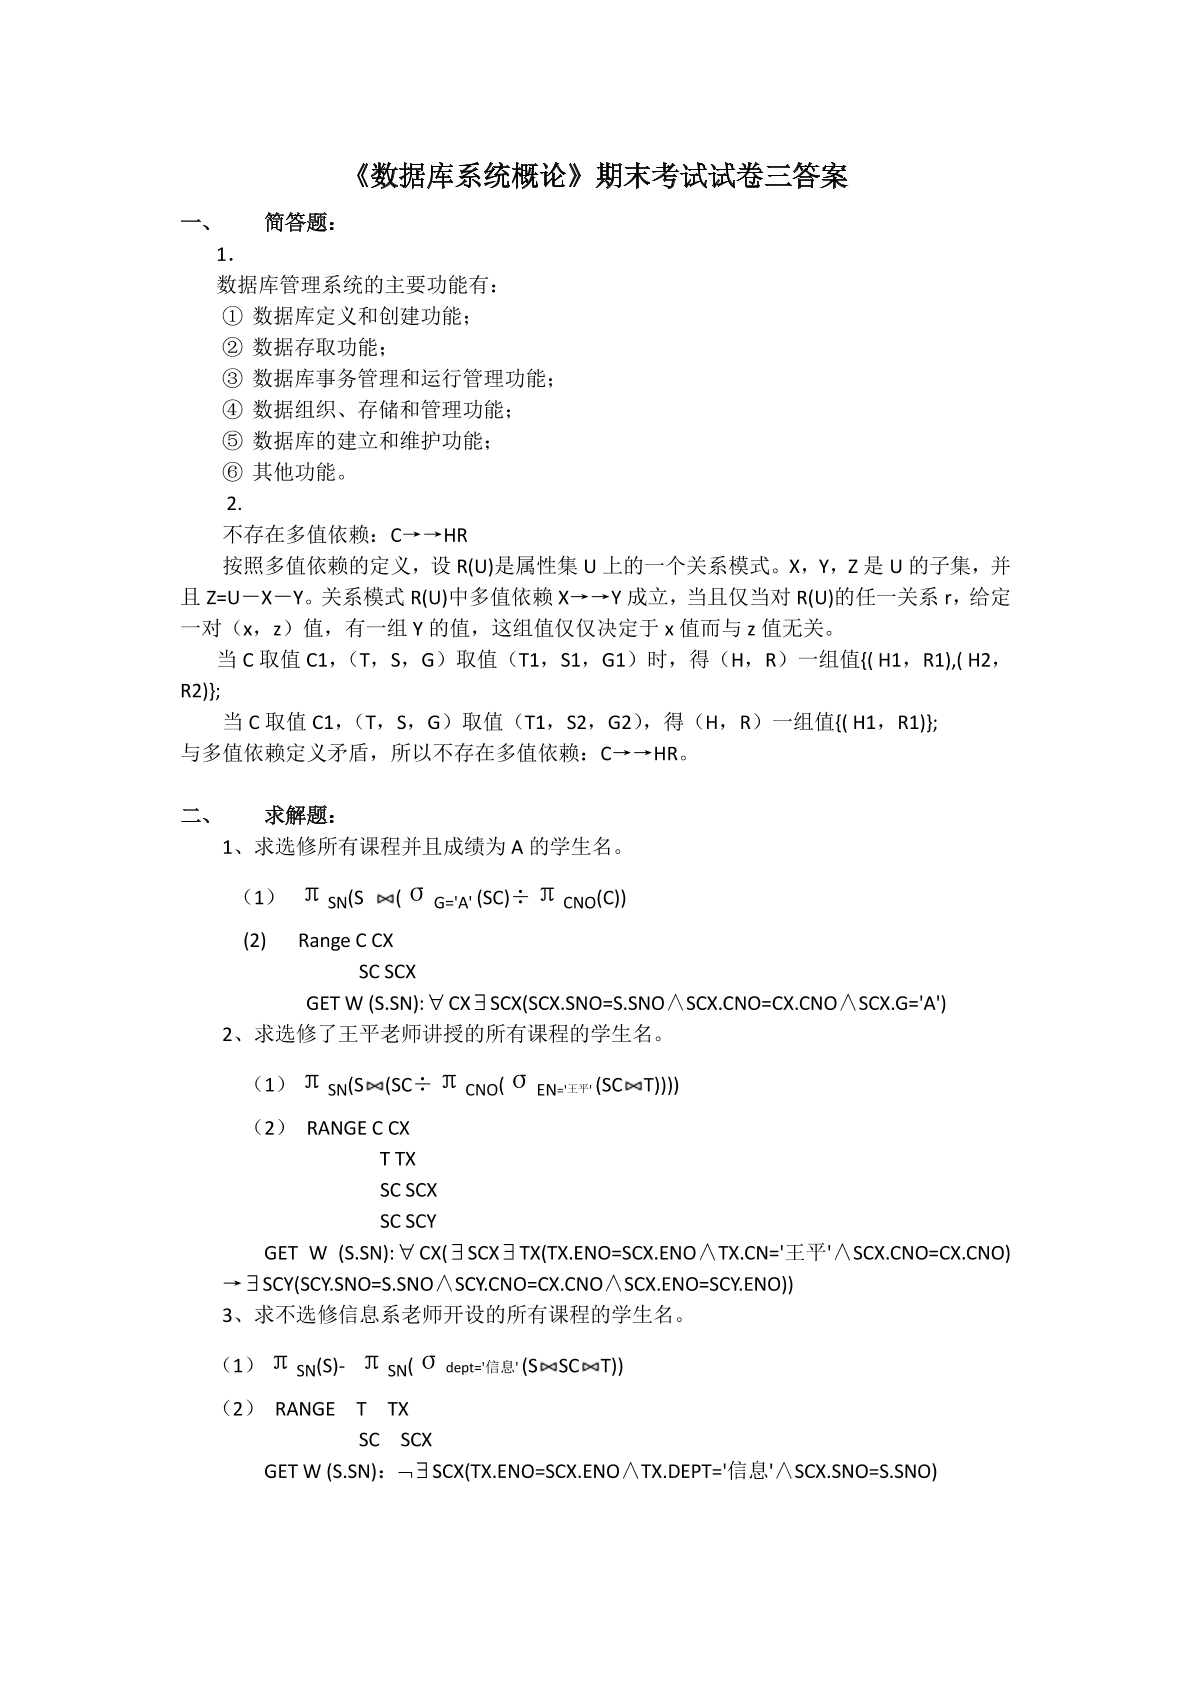 《数据库系统概论》期末考试试卷三答案
一、 简答题：
1．
数据库管理系统的主要功能有：
① 数据库定义和创建功能；
② 数据存取功能；
③ 数据库事务管理和运行管理功能；
④ 数据组织、存储和管理功能；
⑤ 数据库的建立和维护功能；
⑥ 其他功能。
2.
不存在多值依赖：C→→HR
按照多值依赖的定义，设 R(U)是属性集 U 上的一个关系模式。X，Y，Z 是 U 的子集，并
且 Z=U－X－Y。关系模式 R(U)中多值依赖 X→→Y 成立，当且仅当对 R(U)的任一关系 r，给定
一对（x，z）值，有一组 Y 的值，这组值仅仅决定于 x 值而与 z 值无关。
当 C 取值 C1，（T，S，G）取值（T1，S1，G1）时，得（H，R）一组值{( H1，R1),( H2，
R2)};
当 C 取值 C1，（T，S，G）取值（T1，S2，G2），得（H，R）一组值{( H1，R1)};
与多值依赖定义矛盾，所以不存在多值依赖：C→→HR。
二、 求解题：
1、求选修所有课程并且成绩为 A 的学生名。
（1） π SN(S ⋈( σ G='A' (SC)÷ π CNO(C))
(2) Range C CX
SC SCX
GET W (S.SN):∀CX∃SCX(SCX.SNO=S.SNO∧SCX.CNO=CX.CNO∧SCX.G='A')
2、求选修了王平老师讲授的所有课程的学生名。
（1） π SN(S⋈(SC÷ π CNO( σ EN='王平' (SC⋈T))))
（2） RANGE C CX
T TX
SC SCX
SC SCY
GET W (S.SN):∀CX(∃SCX∃TX(TX.ENO=SCX.ENO∧TX.CN='王平'∧SCX.CNO=CX.CNO)
→∃SCY(SCY.SNO=S.SNO∧SCY.CNO=CX.CNO∧SCX.ENO=SCY.ENO))
3、求不选修信息系老师开设的所有课程的学生名。
（1） π SN(S)- π SN( σ dept='信息' (S⋈SC⋈T))
（2） RANGE T TX
SC SCX
GET W (S.SN)：¬∃SCX(TX.ENO=SCX.ENO∧TX.DEPT='信息'∧SCX.SNO=S.SNO)